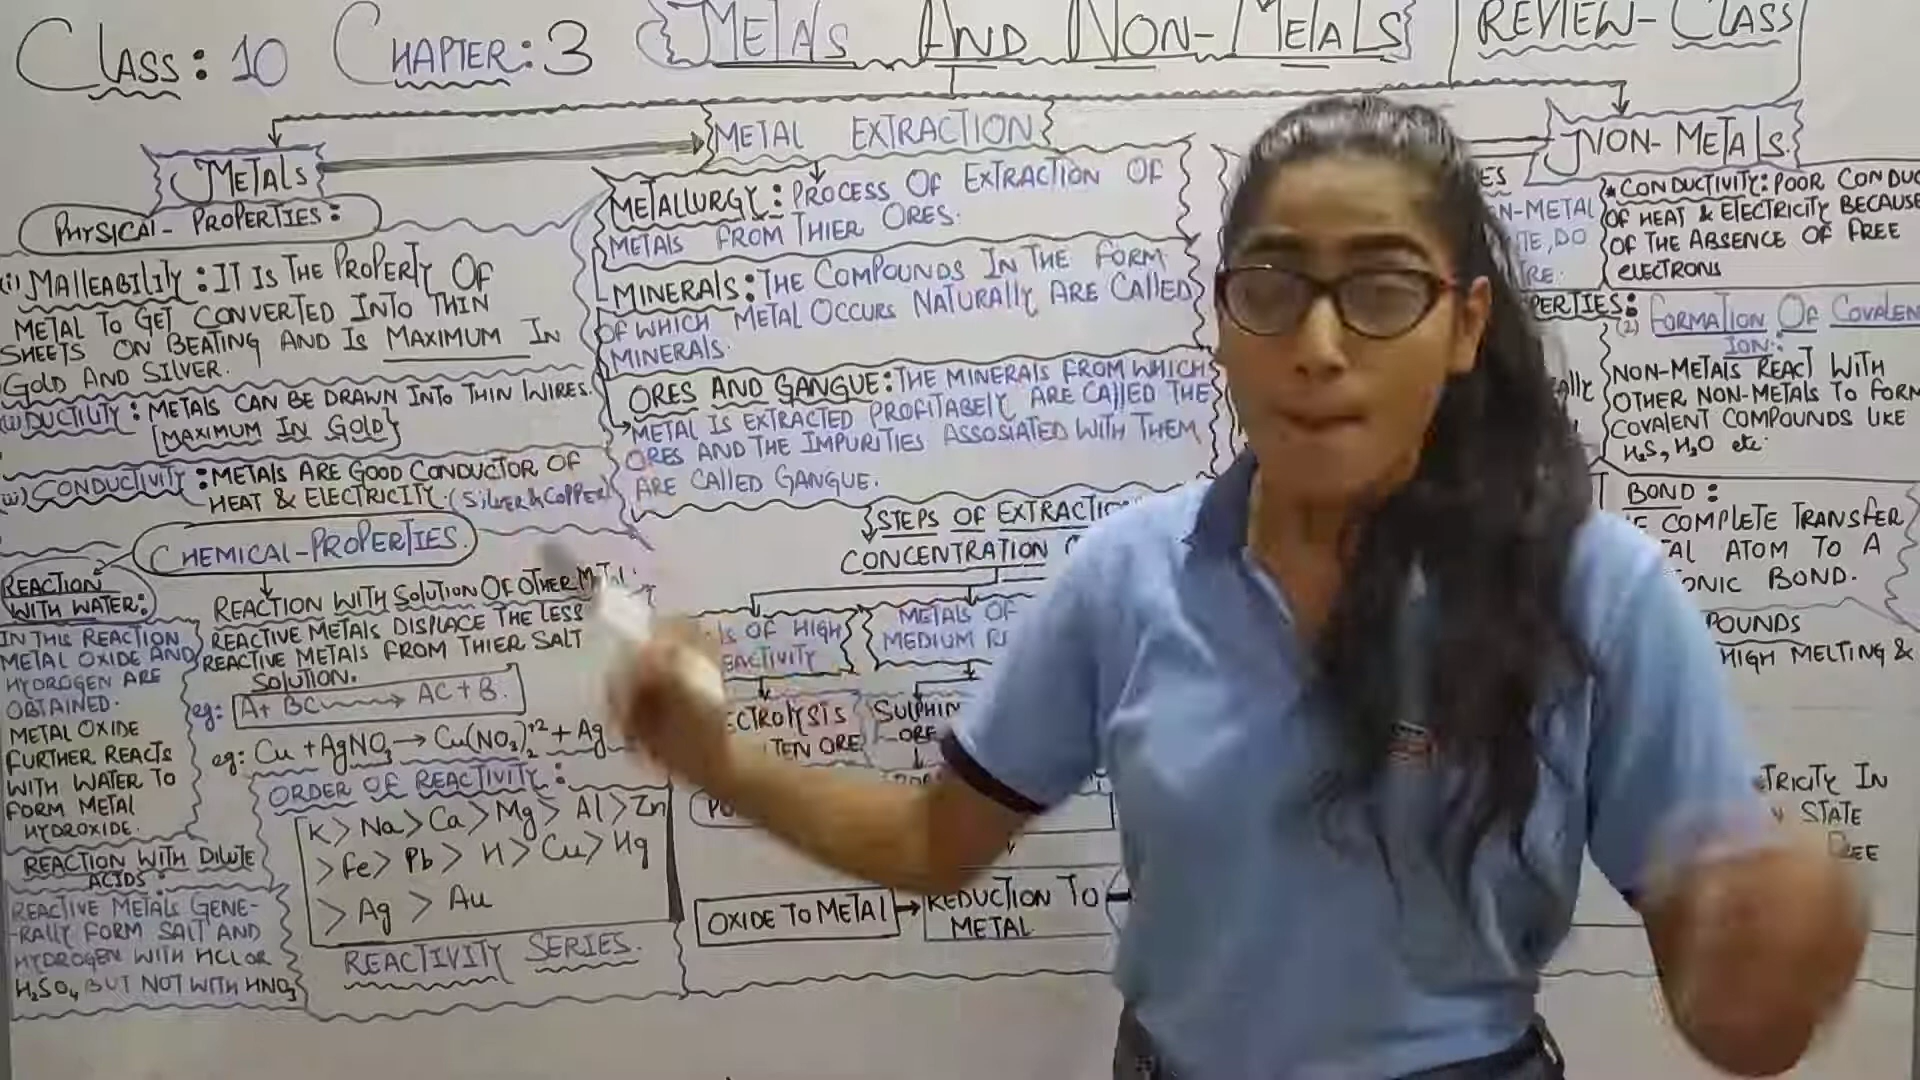 CLASS: 10 CHAPTER: 3 METALS AND NON-METALS
REVIEW-CLASS
METALS
PHYSICAL-PROPERTIES:
(i) MALLEABILITY: IT IS THE PROPERTY OF
METAL TO GET CONVERTED INTO THIN
SHEETS ON BEATING AND IS MAXIMUM IN
GOLD AND SILVER.
(ii) DUCTILITY: METALS CAN BE DRAWN INTO THIN WIRES.
[MAXIMUM IN GOLD}
(iii) CONDUCTIVITY: METALS ARE GOOD CONDUCTOR OF
HEAT & ELECTRICITY. (SILVER & COPPER)
CHEMICAL-PROPERTIES
REACTION
WITH WATER:
IN THIS REACTION
METAL OXIDE AND
HYDROGEN ARE
OBTAINED.
METAL OXIDE
FURTHER REACTS
WITH WATER TO
FORM METAL
HYDROXIDE.
REACTION WITH DILUTE
ACIDS:
REACTIVE METALS GENE-
-RALLY FORM SALT AND
HYDROGEN WITH HCL OR
H₂SO₄ BUT NOT WITH HNO₃
REACTION WITH SOLUTION OF OTHER METAL.
REACTIVE METALS DISPLACE THE LESS
REACTIVE METALS FROM THIER SALT
SOLUTION.
eg: A + BC → AC + B.
eg: Cu + AgNO₃ → Cu(NO₃)₂⁺² + Ag
ORDER OF REACTIVITY:
K > Na > Ca > Mg > Al > Zn
> Fe > Pb > H > Cu > Hg
> Ag > Au
REACTIVITY SERIES.
METAL EXTRACTION
METALLURGY: PROCESS OF EXTRACTION OF
METALS FROM THIER ORES.
MINERALS: THE COMPOUNDS IN THE FORM
OF WHICH METAL OCCURS NATURALLY ARE CALLED
MINERALS.
ORES AND GANGUE: THE MINERALS FROM WHICH
METAL IS EXTRACTED PROFITABELY ARE CALLED THE
ORES AND THE IMPURITIES ASSOSIATED WITH THEM
ARE CALLED GANGUE.
STEPS OF
CONCENTRATION
OF HIGH
METALS OF
MEDIUM
ORE
ORE
OXIDE TO METAL → REDUCTION TO
METAL
NON-METALS
* CONDUCTIVITY: POOR
OF HEAT & ELECTRICITY BECAUSE
OF THE ABSENCE OF FREE
ELECTRONS
(2) FORMATION OF
ION:
NON-METALS REACT WITH
OTHER NON-METALS TO FORM
COVALENT COMPOUNDS LIKE
H₂S, H₂O etc.
BOND:
COMPLETE TRANSFER
ATOM TO A
BOND.
HIGH MELTING &
IN
STATE